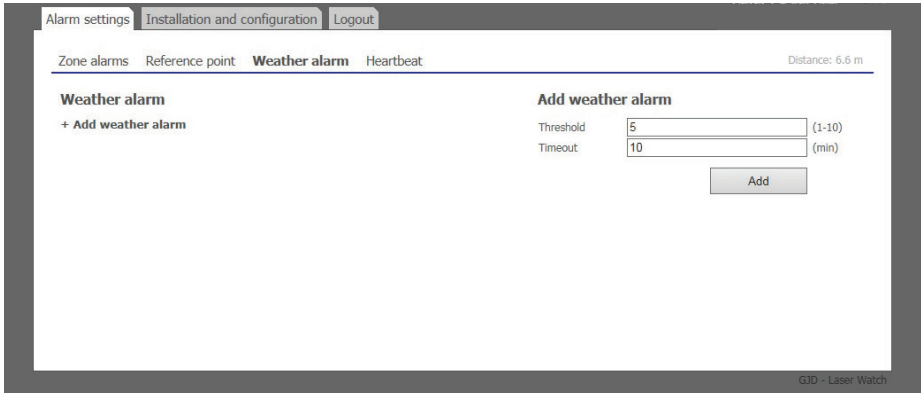 Alarm settings Installation and configuration Logout
Zone alarms Reference point Weather alarm Heartbeat Distance: 6.6 m
Weather alarm
+ Add weather alarm
Add weather alarm
Threshold 5 (1-10)
Timeout 10 (min)
Add
GJD - Laser Watch